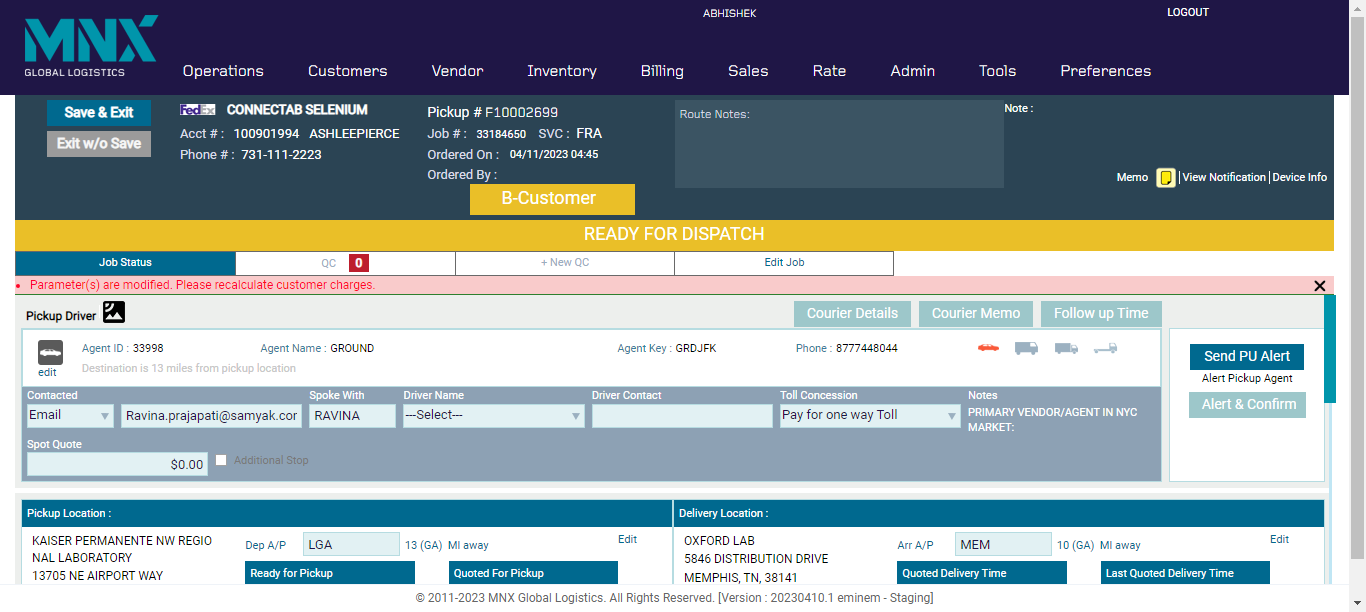 ABHISHEK
LOGOUT
MNX
GLOBAL LOGISTICS
Operations Customers Vendor Inventory Billing Sales Rate Admin Tools Preferences
Save & Exit
Exit w/o Save
FedEx CONNECTAB SELENIUM
Acct # : 100901994 ASHLEEPIERCE
Phone # : 731-111-2223
Pickup # F10002699
Job # : 33184650 SVC : FRA
Ordered On : 04/11/2023 04:45
Ordered By :
B-Customer
Route Notes:
Note :
Memo | View Notification | Device Info
READY FOR DISPATCH
Job Status QC 0 + New QC Edit Job
• Parameter(s) are modified. Please recalculate customer charges.
Pickup Driver
Courier Details Courier Memo Follow up Time
edit
Agent ID : 33998 Agent Name : GROUND Agent Key : GRDJFK Phone : 8777448044
Destination is 13 miles from pickup location
Send PU Alert
Alert Pickup Agent
Alert & Confirm
Contacted Spoke With Driver Name Driver Contact Toll Concession Notes
Email Ravina.prajapati@samyak.cor RAVINA ---Select--- Pay for one way Toll
PRIMARY VENDOR/AGENT IN NYC
MARKET:
Spot Quote
$0.00 Additional Stop
Pickup Location :
KAISER PERMANENTE NW REGIO
NAL LABORATORY
13705 NE AIRPORT WAY
Dep A/P LGA 13 (GA) MI away Edit
Ready for Pickup Quoted For Pickup
Delivery Location :
OXFORD LAB
5846 DISTRIBUTION DRIVE
MEMPHIS, TN, 38141
Arr A/P MEM 10 (GA) MI away Edit
Quoted Delivery Time Last Quoted Delivery Time
© 2011-2023 MNX Global Logistics. All Rights Reserved. [Version : 20230410.1 eminem - Staging]